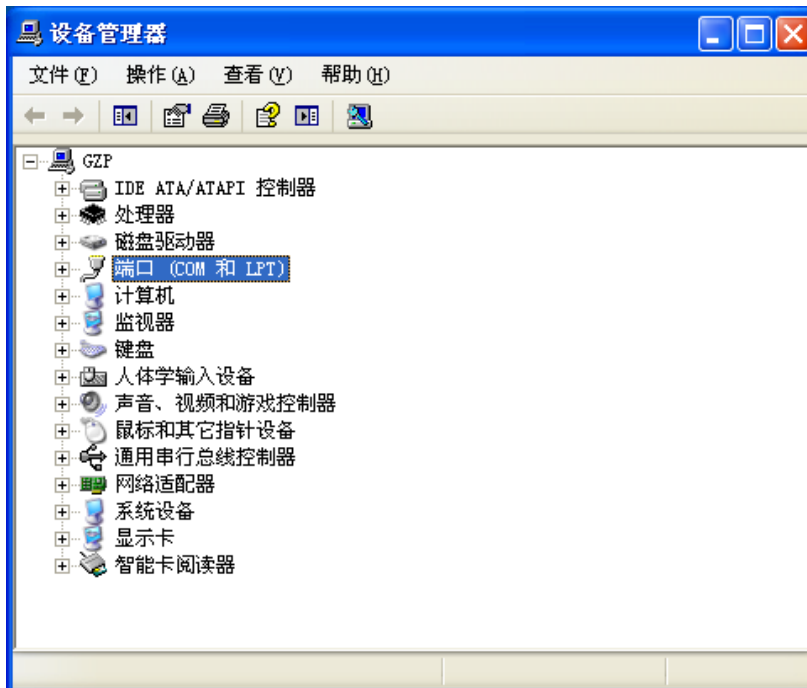 设备管理器
文件(F) 操作(A) 查看(V) 帮助(H)
GZP
IDE ATA/ATAPI 控制器
处理器
磁盘驱动器
端口 (COM 和 LPT)
计算机
监视器
键盘
人体学输入设备
声音、视频和游戏控制器
鼠标和其它指针设备
通用串行总线控制器
网络适配器
系统设备
显示卡
智能卡阅读器